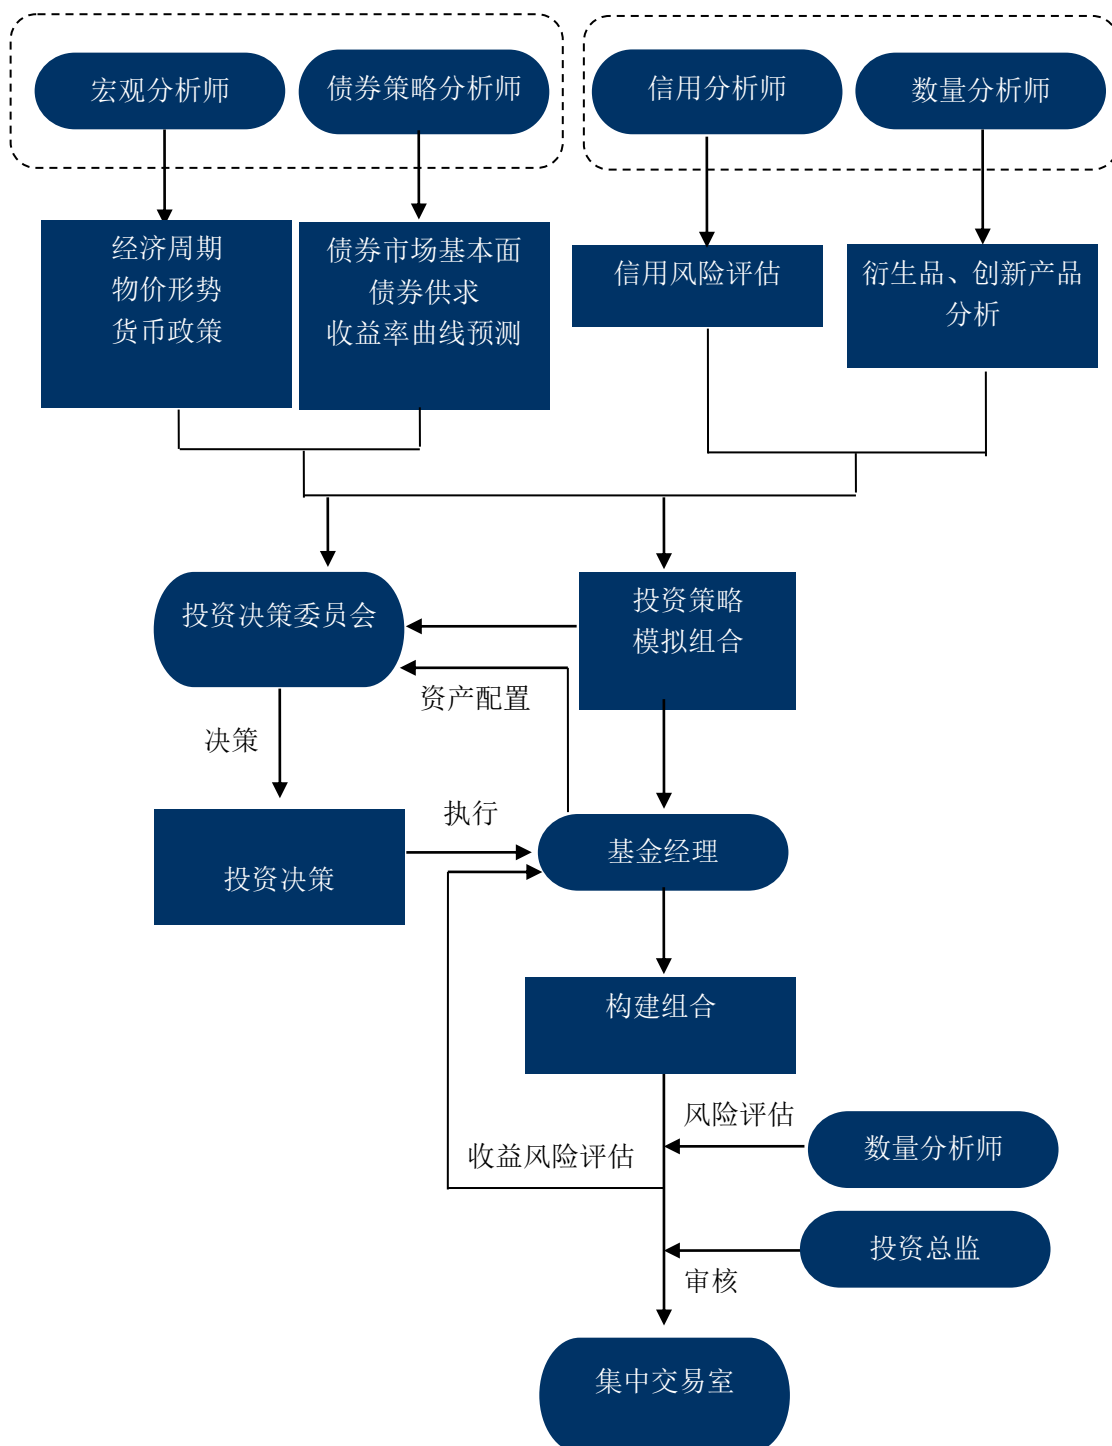 宏观分析师
债券策略分析师
信用分析师
数量分析师
经济周期
物价形势
货币政策
债券市场基本面
债券供求
收益率曲线预测
信用风险评估
衍生品、创新产品
分析
投资决策委员会
投资策略
模拟组合
资产配置
决策
执行
投资决策
基金经理
构建组合
风险评估
数量分析师
收益风险评估
投资总监
审核
集中交易室